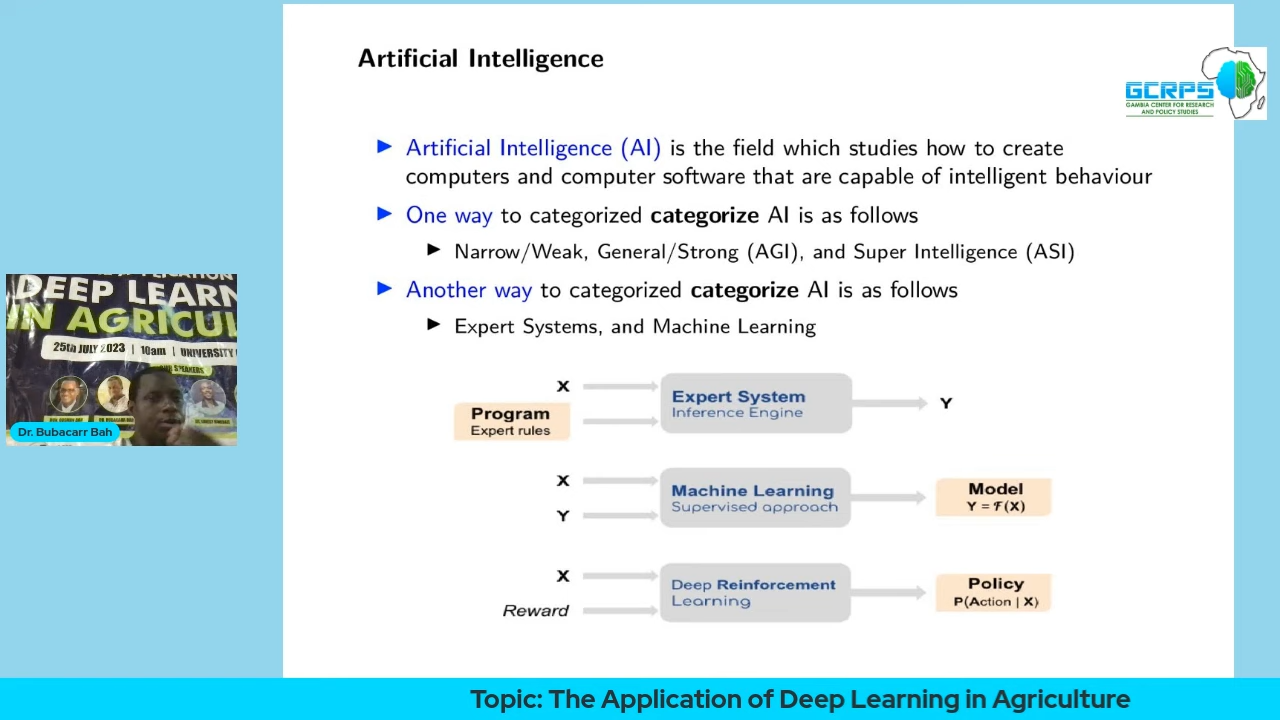 Artificial Intelligence
GCRPS
GAMBIA CENTER FOR RESEARCH
AND POLICY STUDIES
▶ Artificial Intelligence (AI) is the field which studies how to create
computers and computer software that are capable of intelligent behaviour
▶ One way to categorized categorize AI is as follows
▶ Narrow/Weak, General/Strong (AGI), and Super Intelligence (ASI)
▶ Another way to categorized categorize AI is as follows
▶ Expert Systems, and Machine Learning
X
Program
Expert rules
Expert System
Inference Engine
Y
X
Y
Machine Learning
Supervised approach
Model
Y = F(X)
X
Reward
Deep Reinforcement
Learning
Policy
P(Action | X)
DEEP LEARN
IN AGRICUL
25th JULY 2023 | 10am | UNIVERSITY
SPEAKERS
Dr. Bubacarr Bah
Topic: The Application of Deep Learning in Agriculture